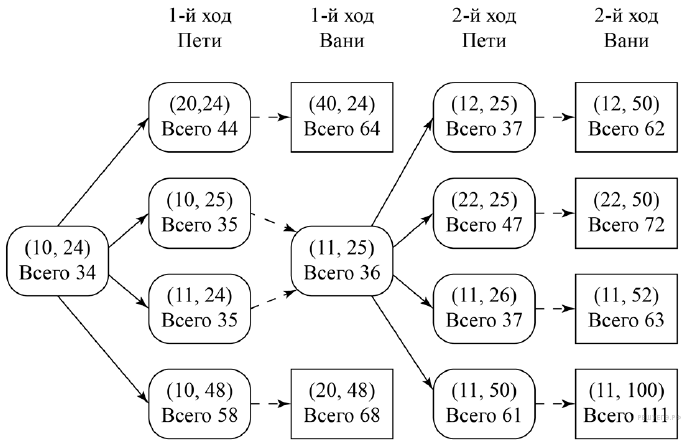 1-й ход 1-й ход 2-й ход 2-й ход
Пети Вани Пети Вани
(20,24) (40, 24) (12, 25) (12, 50)
Всего 44 Всего 64 Всего 37 Всего 62
(10, 25) (22, 25) (22, 50)
Всего 35 Всего 47 Всего 72
(10, 24) (11, 25)
Всего 34 Всего 36
(11, 24) (11, 26) (11, 52)
Всего 35 Всего 37 Всего 63
(10, 48) (20, 48) (11, 50) (11, 100)
Всего 58 Всего 68 Всего 61 Всего 111